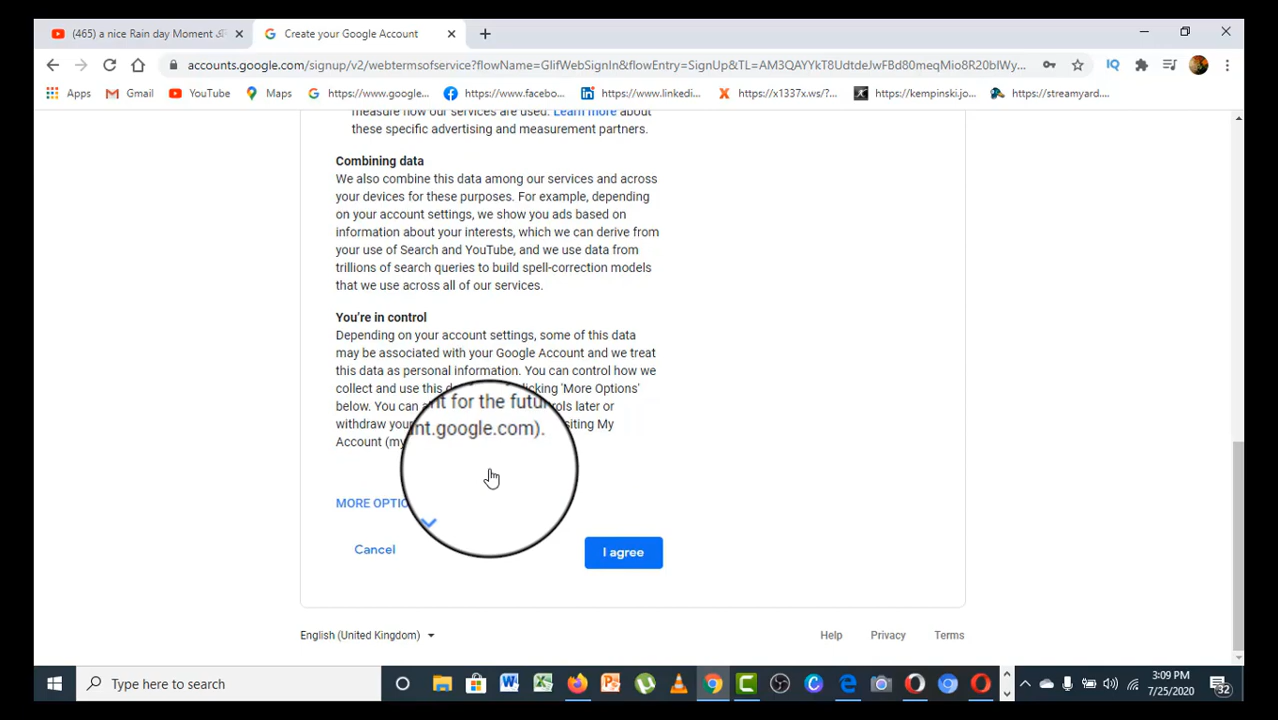 (465) a nice Rain day Moment
Create your Google Account
accounts.google.com/signup/v2/webtermsofservice?flowName=GlifWebSignIn&flowEntry=SignUp&TL=AM3QAYYkT8UdtdeJwFBd80meqMio8R20bIWy...
Apps
Gmail
YouTube
Maps
https://www.google...
https://www.facebo...
https://www.linkedi...
https://x1337x.ws/?...
https://kempinski.jo...
https://streamyard....
measure how our services are used. Learn more about
these specific advertising and measurement partners.
Combining data
We also combine this data among our services and across
your devices for these purposes. For example, depending
on your account settings, we show you ads based on
information about your interests, which we can derive from
your use of Search and YouTube, and we use data from
trillions of search queries to build spell-correction models
that we use across all of our services.
You're in control
Depending on your account settings, some of this data
may be associated with your Google Account and we treat
this data as personal information. You can control how we
collect and use this clicking 'More Options'
below. You can nt for the futu rols later or
withdraw your siting My
Account (my nt.google.com).
MORE OPTIO
Cancel
I agree
English (United Kingdom)
Help
Privacy
Terms
Type here to search
3:09 PM
7/25/2020
32